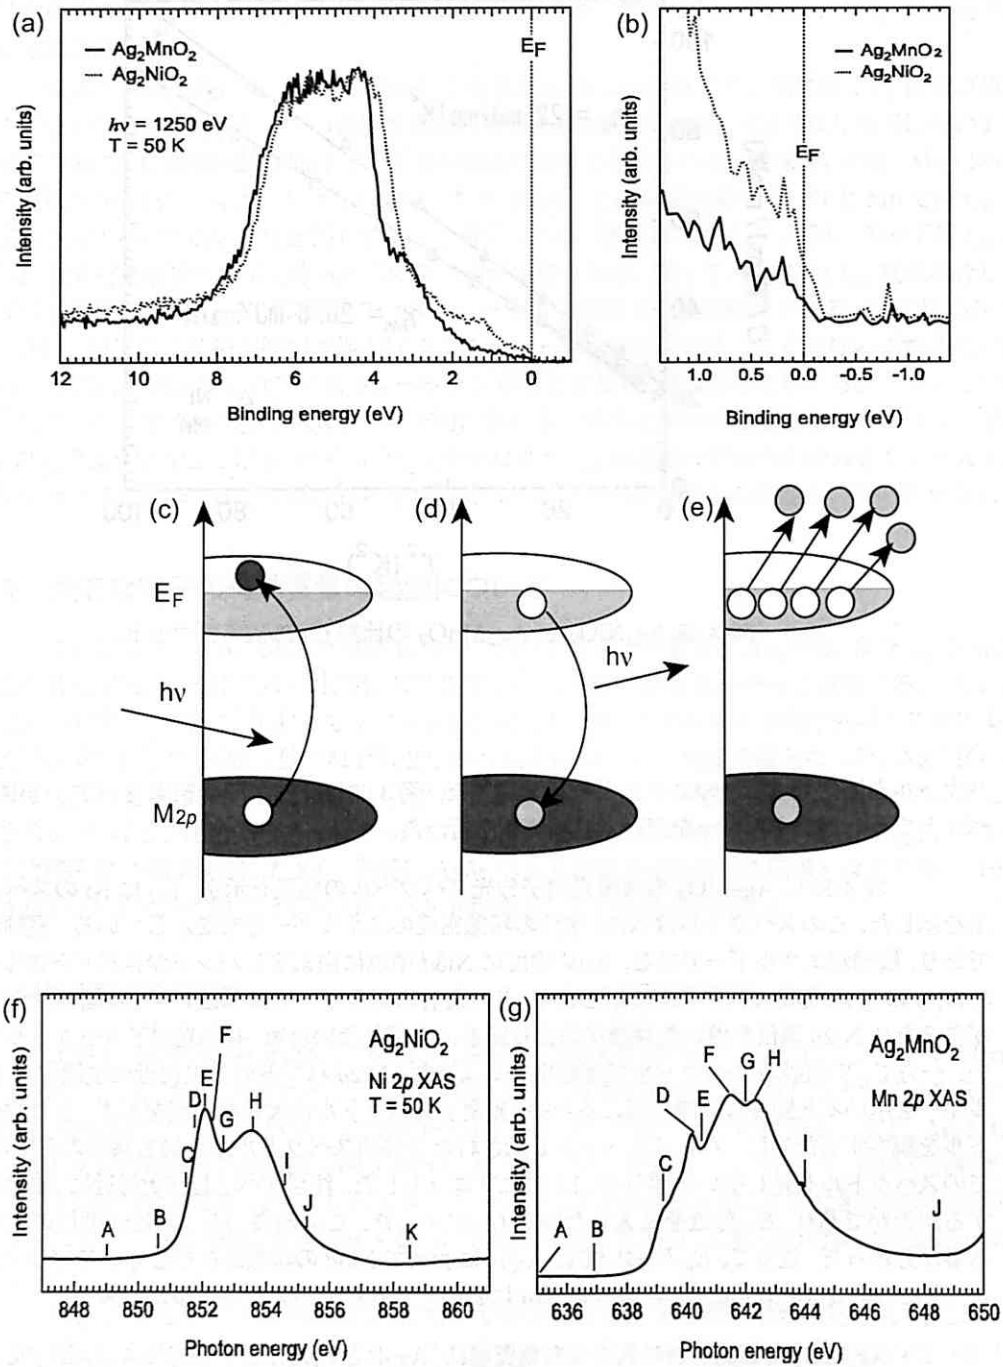 (a)
— Ag₂MnO₂
Ag₂NiO₂
hν = 1250 eV
T = 50 K
E_F
Intensity (arb. units)
12 10 8 6 4 2 0
Binding energy (eV)
(b)
— Ag₂MnO₂
Ag₂NiO₂
E_F
Intensity (arb. units)
1.0 0.5 0.0 -0.5 -1.0
Binding energy (eV)
(c)
E_F
hν
M2p
(d)
hν
(e)
(f)
Ag₂NiO₂
Ni 2p XAS
T = 50 K
A B C D E F G H I J K
Intensity (arb. units)
848 850 852 854 856 858 860
Photon energy (eV)
(g)
Ag₂MnO₂
Mn 2p XAS
A B C D E F G H I J
Intensity (arb. units)
636 638 640 642 644 646 648 650
Photon energy (eV)